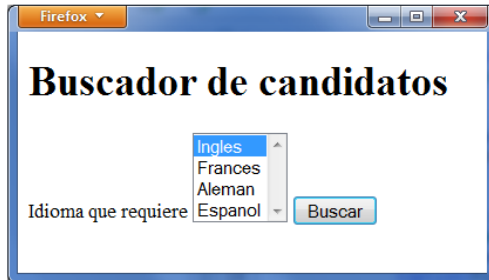 Firefox
Buscador de candidatos
Ingles
Frances
Aleman
Idioma que requiere Espanol Buscar